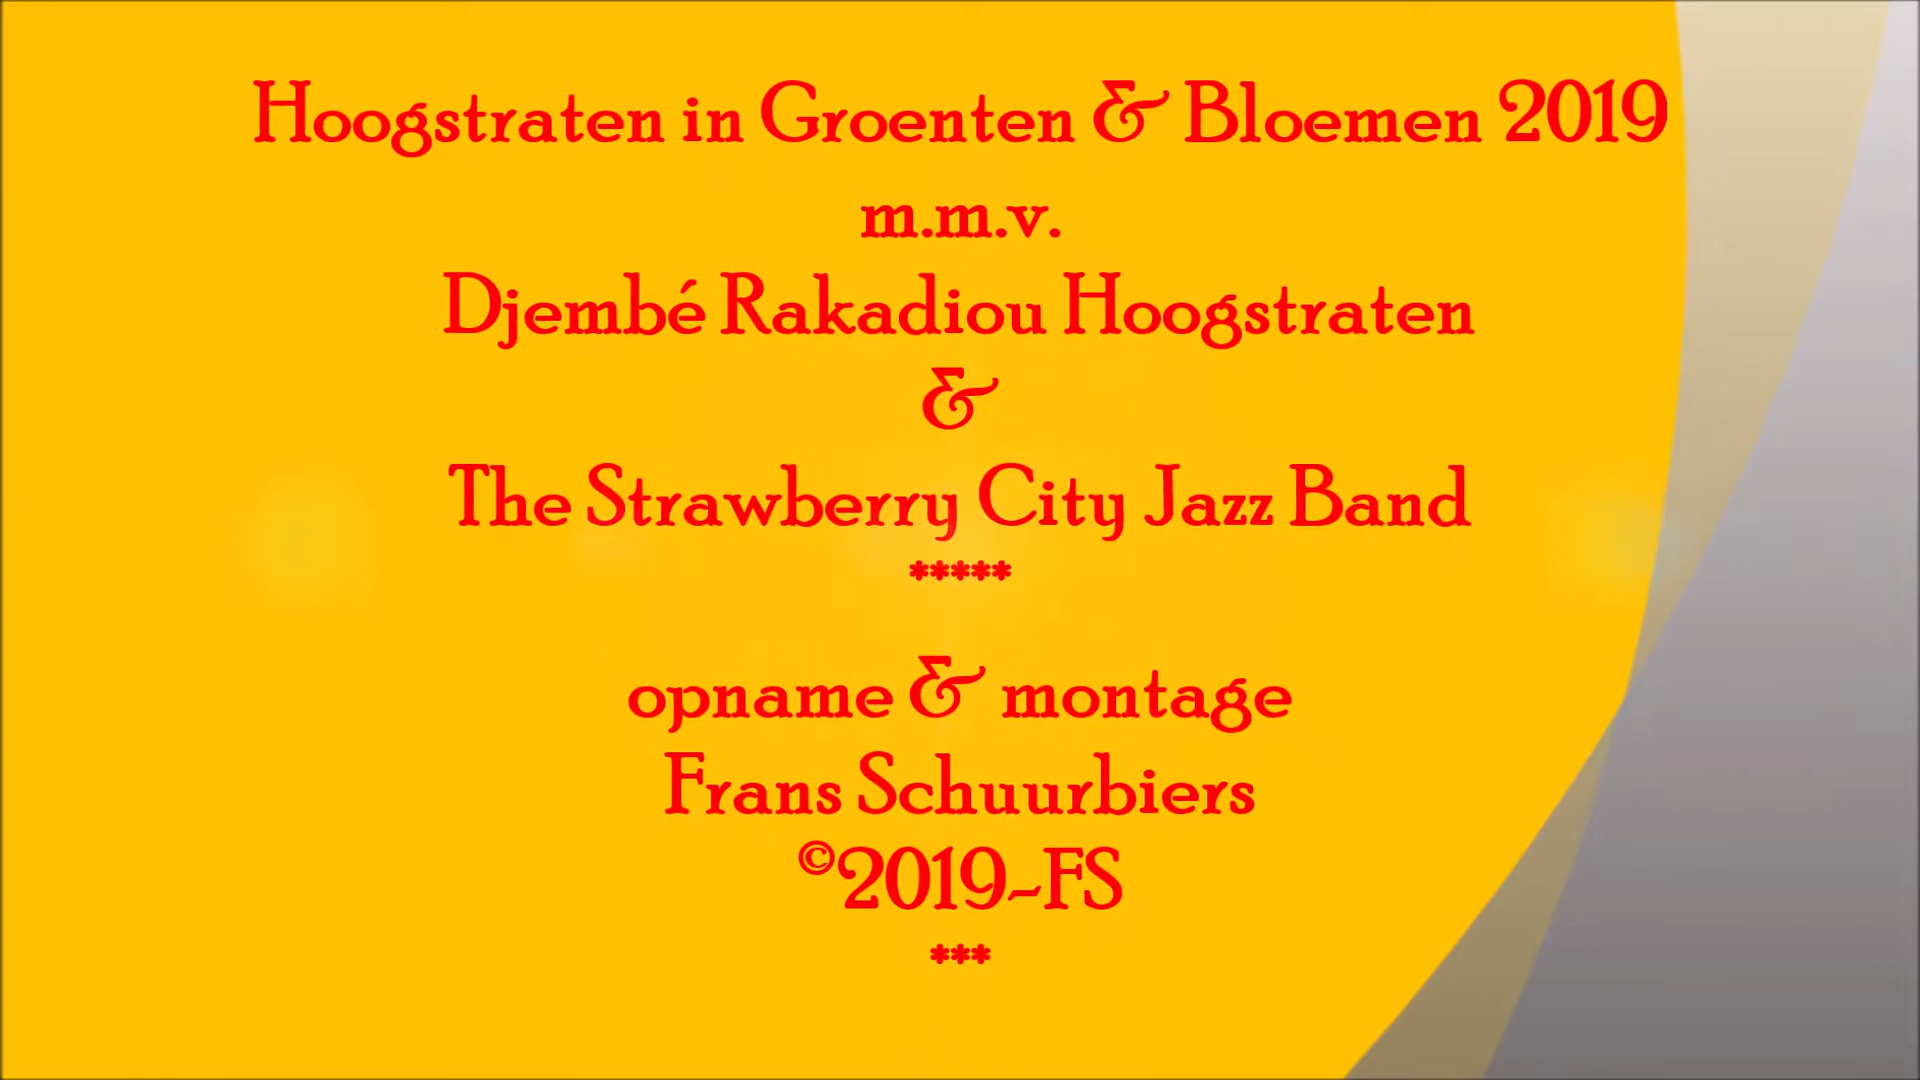 Hoogstraten in Groenten & Bloemen 2019
m.m.v.
Djembé Rakadiou Hoogstraten
&
The Strawberry City Jazz Band
*****
opname & montage
Frans Schuurbiers
©2019-FS
***